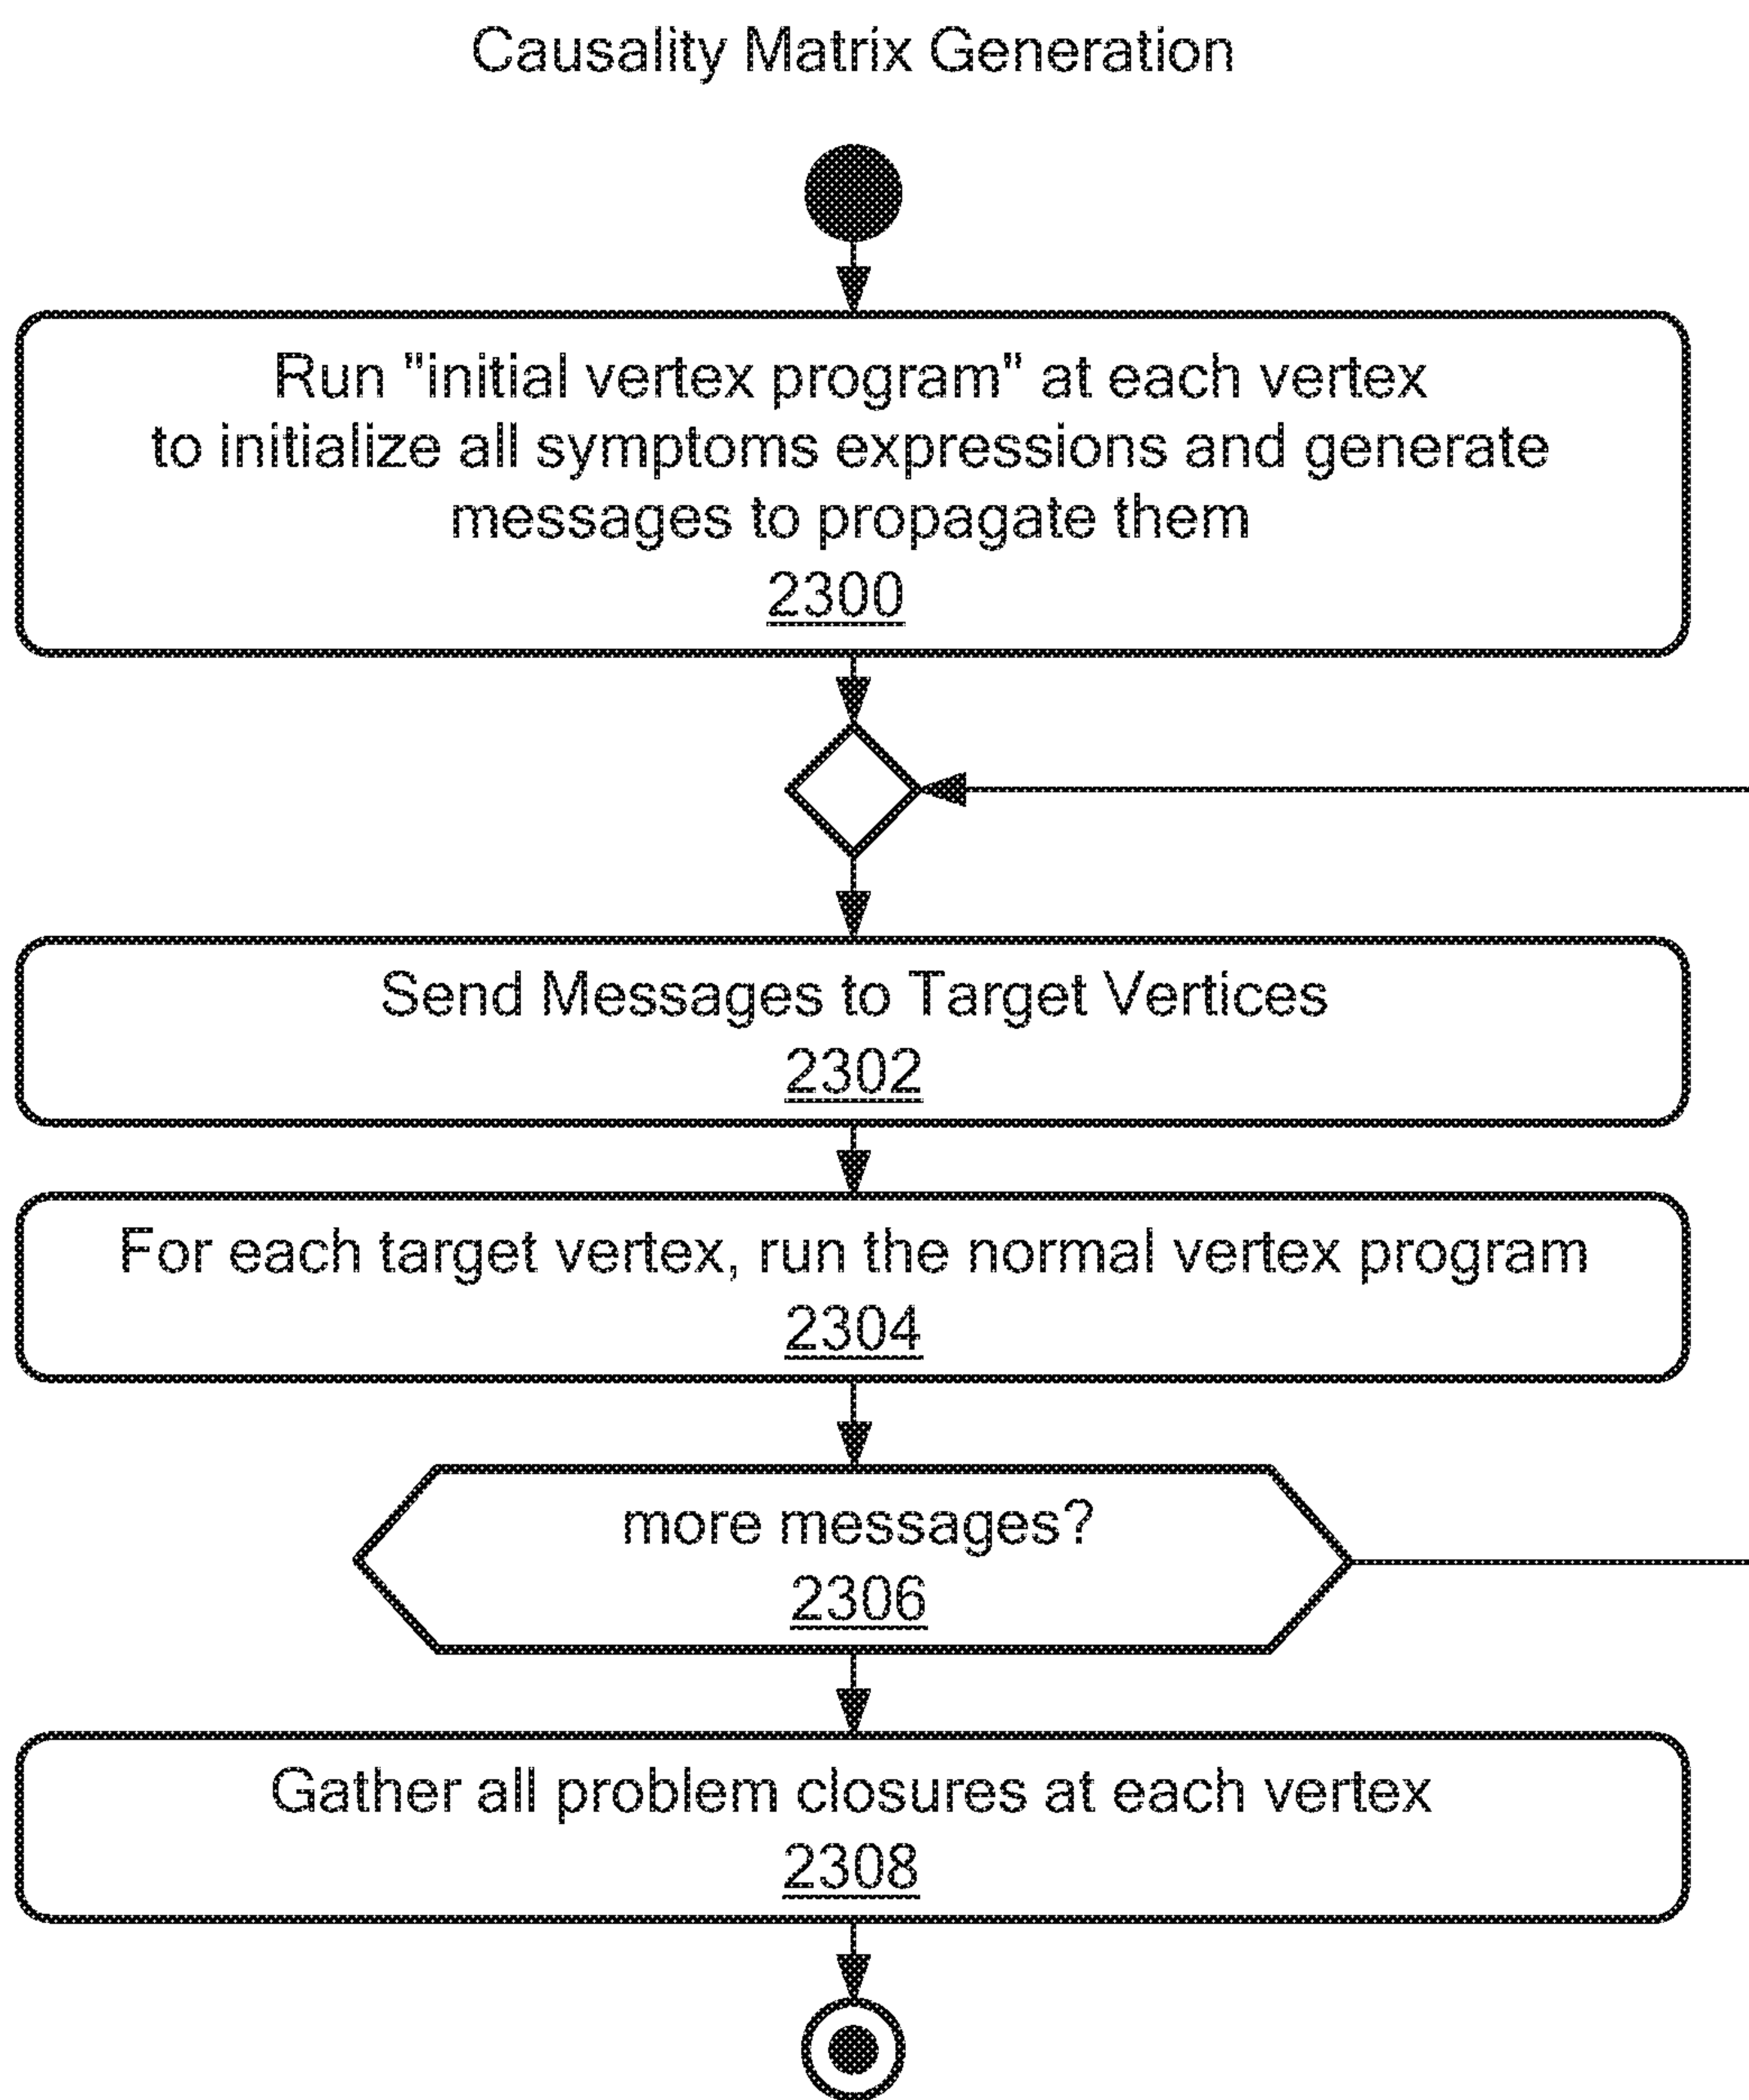 Causality Matrix Generation
Run "initial vertex program" at each vertex
to initialize all symptoms expressions and generate
messages to propagate them
2300
Send Messages to Target Vertices
2302
For each target vertex, run the normal vertex program
2304
more messages?
2306
Gather all problem closures at each vertex
2308